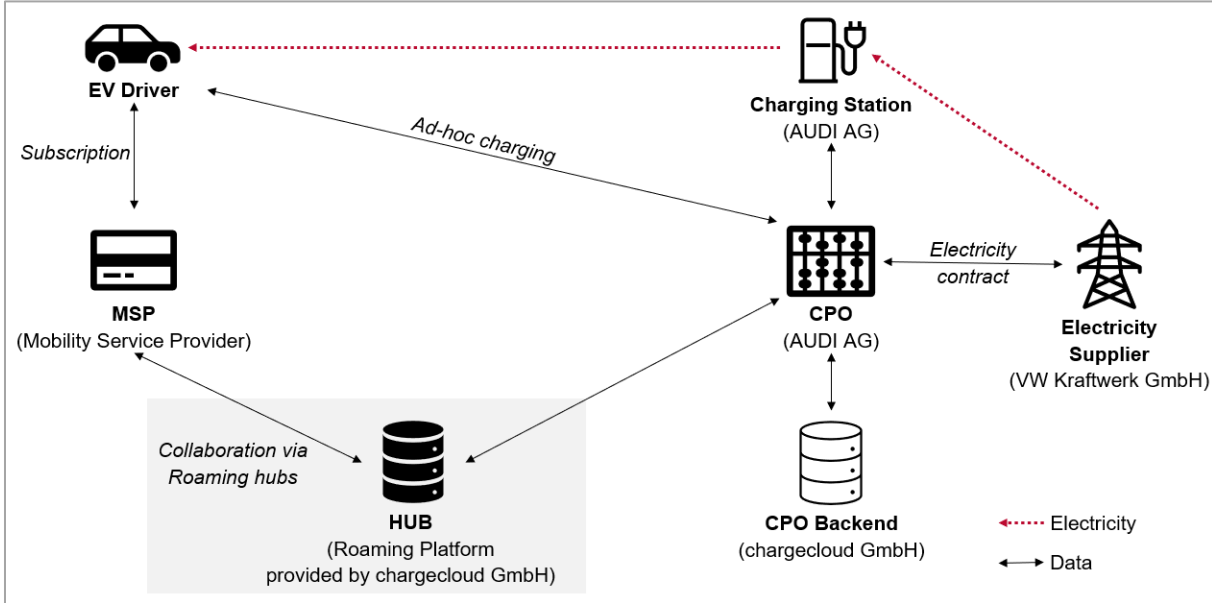 EV Driver
Charging Station
(AUDI AG)
Ad-hoc charging
Subscription
MSP
(Mobility Service Provider)
CPO
(AUDI AG)
Electricity
contract
Electricity
Supplier
(VW Kraftwerk GmbH)
Collaboration via
Roaming hubs
HUB
(Roaming Platform
provided by chargecloud GmbH)
CPO Backend
(chargecloud GmbH)
Electricity
Data